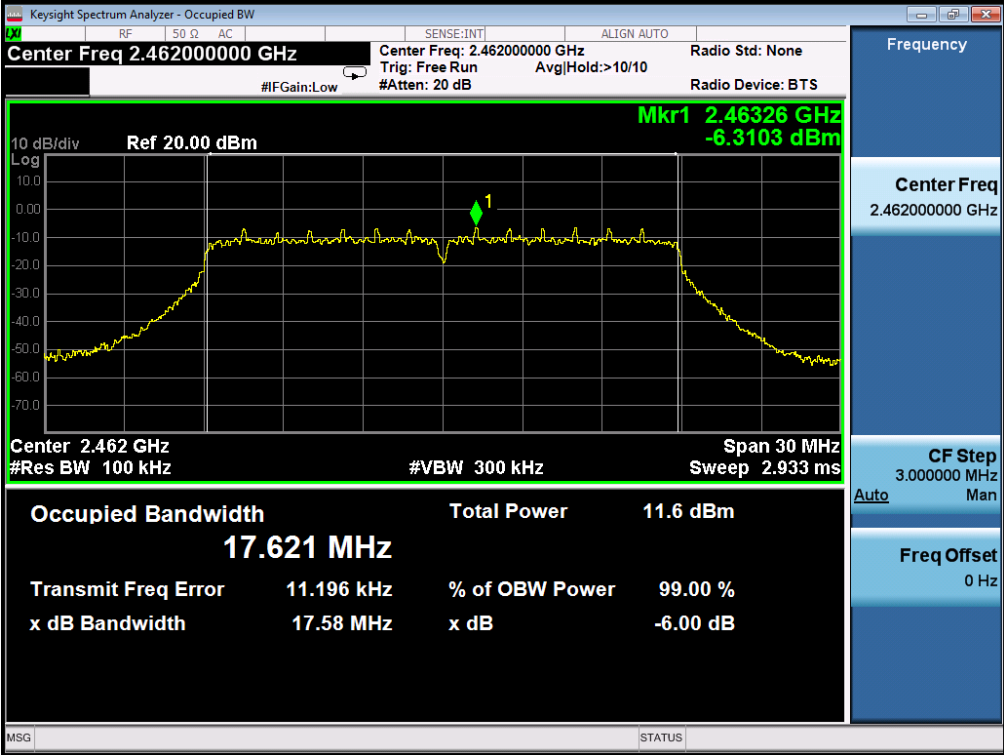 Keysight Spectrum Analyzer - Occupied BW
LXI RF 50 Ω AC SENSE:INT ALIGN AUTO
Center Freq 2.462000000 GHz
Center Freq: 2.462000000 GHz
Radio Std: None
Trig: Free Run Avg|Hold:>10/10
#IFGain:Low #Atten: 20 dB
Radio Device: BTS
Frequency
Mkr1 2.46326 GHz
-6.3103 dBm
10 dB/div Ref 20.00 dBm
Log
10.0
0.00
-10.0
-20.0
-30.0
-40.0
-50.0
-60.0
-70.0
1
Center 2.462 GHz Span 30 MHz
#Res BW 100 kHz #VBW 300 kHz Sweep 2.933 ms
Occupied Bandwidth Total Power 11.6 dBm
17.621 MHz
Transmit Freq Error 11.196 kHz % of OBW Power 99.00 %
x dB Bandwidth 17.58 MHz x dB -6.00 dB
Center Freq
2.462000000 GHz
CF Step
3.000000 MHz
Auto Man
Freq Offset
0 Hz
MSG STATUS